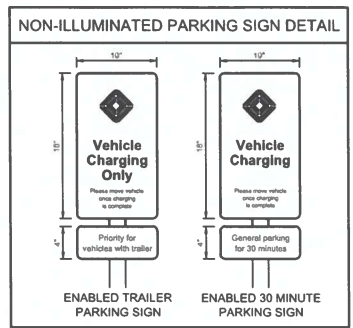 NON-ILLUMINATED PARKING SIGN DETAIL
10"
10"
18"
18"
Vehicle
Charging
Only
Please move vehicle
once charging
is complete
Vehicle
Charging
Please move vehicle
once charging
is complete
4"
4"
Priority for
vehicles with trailer
General parking
for 30 minutes
ENABLED TRAILER
PARKING SIGN
ENABLED 30 MINUTE
PARKING SIGN